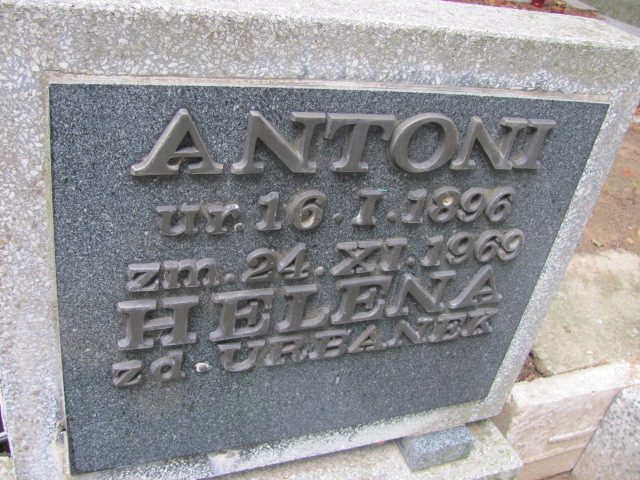 ANTONI
ur. 16. I. 1896
zm. 24. XI. 1969
HELENA
zd. URBANEK